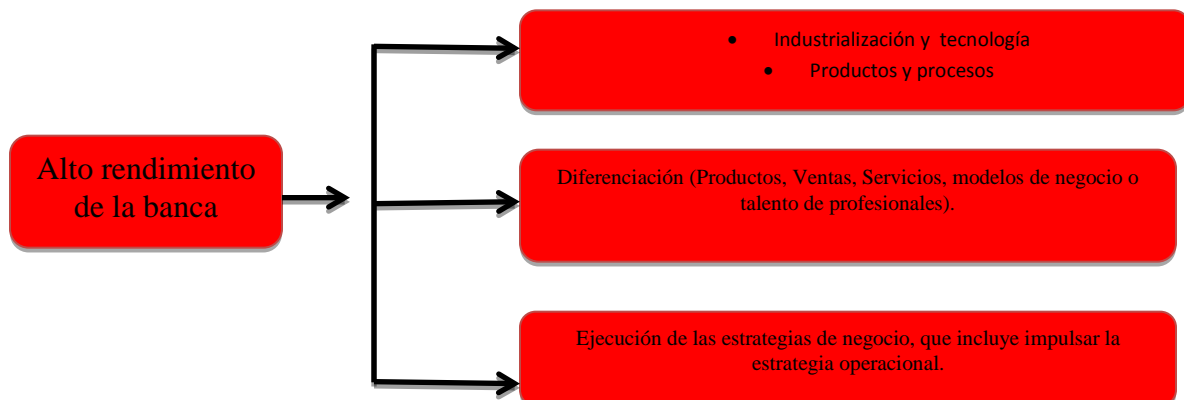 Alto rendimiento
de la banca
• Industrialización y tecnología
• Productos y procesos
Diferenciación (Productos, Ventas, Servicios, modelos de negocio o
talento de profesionales).
Ejecución de las estrategias de negocio, que incluye impulsar la
estrategia operacional.